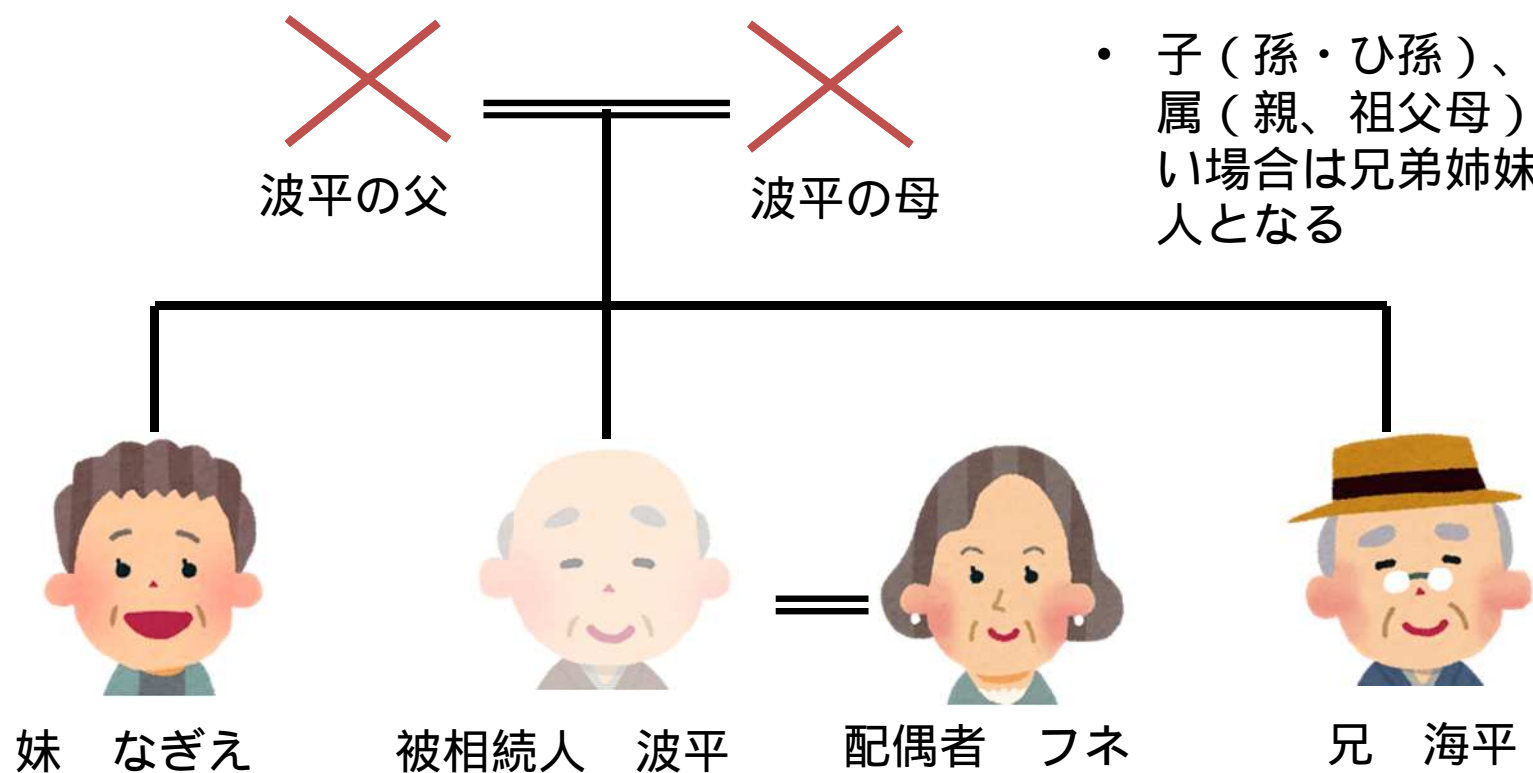 • 子（孫・ひ孫）、
属（親、祖父母）
い場合は兄弟姉妹
人となる
波平の父
波平の母
妹　なぎえ
被相続人　波平
配偶者　フネ
兄　海平